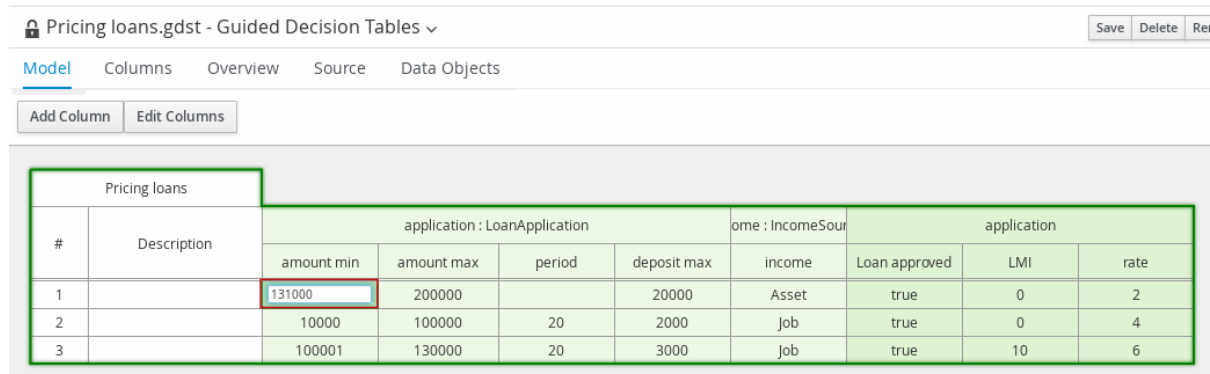 Pricing loans.gdst - Guided Decision Tables
Save Delete Rer
Model Columns Overview Source Data Objects
Add Column Edit Columns
Pricing loans
# Description application : LoanApplication ome : IncomeSour application
amount min amount max period deposit max income Loan approved LMI rate
1 131000 200000 20000 Asset true 0 2
2 10000 100000 20 2000 Job true 0 4
3 100001 130000 20 3000 Job true 10 6